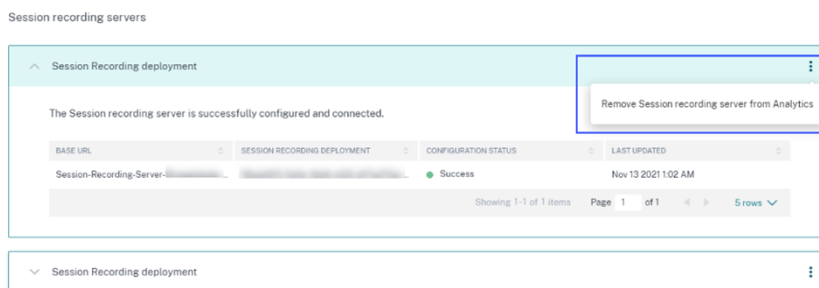 Session recording servers
Session Recording deployment
Remove Session recording server from Analytics
The Session recording server is successfully configured and connected.
BASE URL SESSION RECORDING DEPLOYMENT CONFIGURATION STATUS LAST UPDATED
Session-Recording-Server- Success Nov 13 2021 1:02 AM
Showing 1-1 of 1 items Page 1 of 1 5 rows
Session Recording deployment